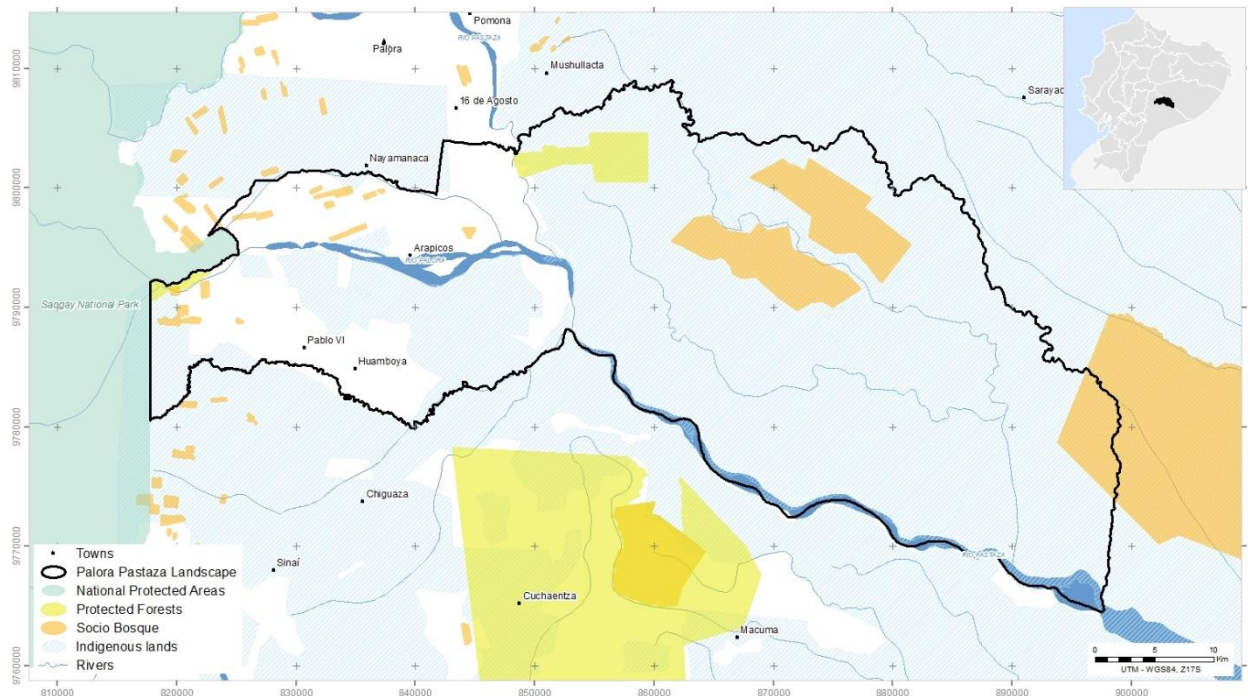 Pomona
RIO PASTAZA
Palora
9810000
Mushullacta
16 de Agosto
Sarayac
Nayamanaca
9800000
Arapicos
RIO PALORA
Sangay National Park
9790000
Pablo VI
Huamboya
9780000
Chiguaza
9770000
Sinaí
RIO PASTAZA
Cuchaentza
Macuma
9760000
Towns
Palora Pastaza Landscape
National Protected Areas
Protected Forests
Socio Bosque
Indigenous lands
Rivers
0 5 10
Km
UTM - WGS84, Z17S
810000 820000 830000 840000 850000 860000 870000 880000 890000 900000